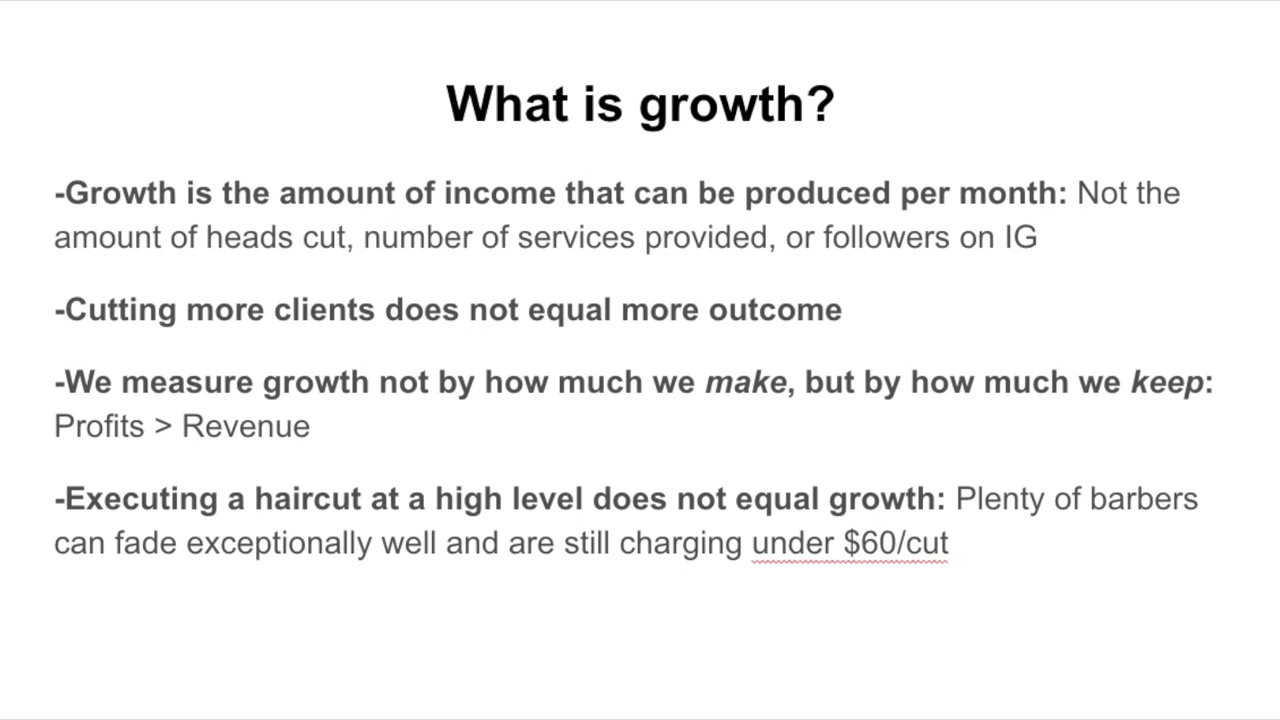 What is growth?
-Growth is the amount of income that can be produced per month: Not the
amount of heads cut, number of services provided, or followers on IG
-Cutting more clients does not equal more outcome
-We measure growth not by how much we make, but by how much we keep:
Profits > Revenue
-Executing a haircut at a high level does not equal growth: Plenty of barbers
can fade exceptionally well and are still charging under $60/cut